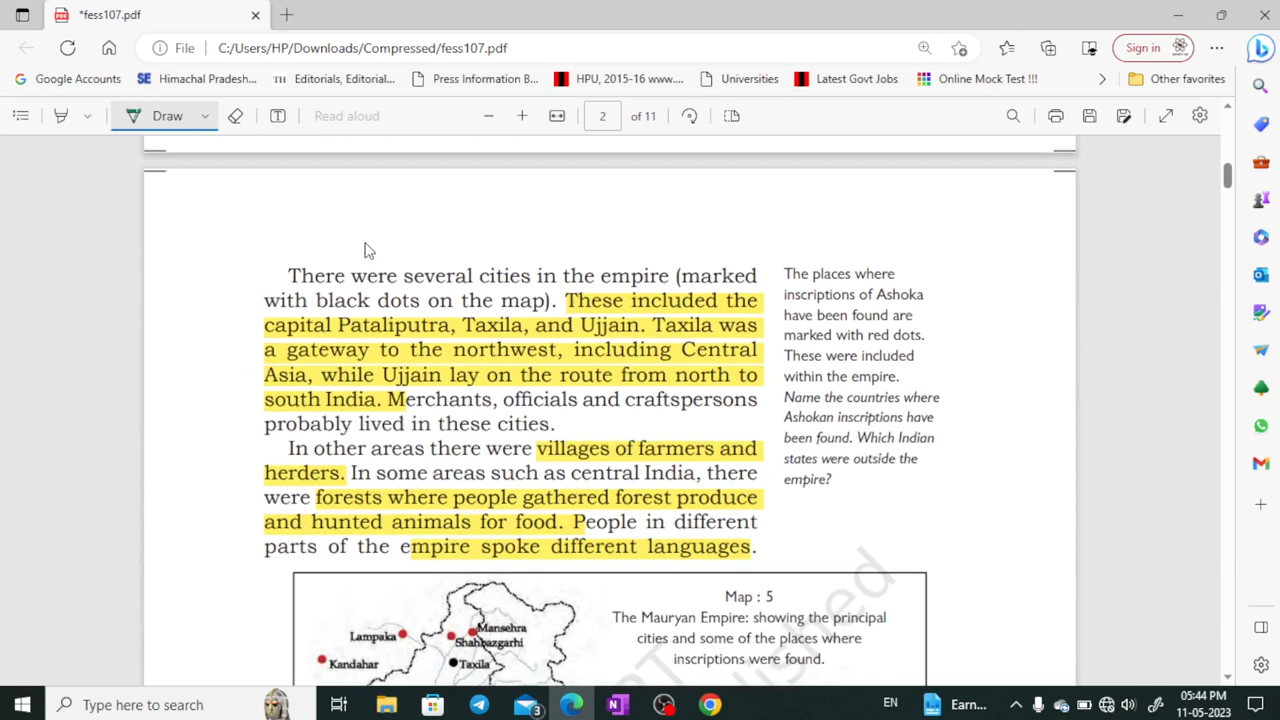 *fess107.pdf
File
C:/Users/HP/Downloads/Compressed/fess107.pdf
Sign in
Google Accounts
SE Himachal Pradesh...
TH Editorials, Editorial...
Press Information B...
HPU, 2015-16 www....
Universities
Latest Govt Jobs
Online Mock Test !!!
Other favorites
Draw
Read aloud
2 of 11
There were several cities in the empire (marked
with black dots on the map). These included the
capital Pataliputra, Taxila, and Ujjain. Taxila was
a gateway to the northwest, including Central
Asia, while Ujjain lay on the route from north to
south India. Merchants, officials and craftspersons
probably lived in these cities.
In other areas there were villages of farmers and
herders. In some areas such as central India, there
were forests where people gathered forest produce
and hunted animals for food. People in different
parts of the empire spoke different languages.
The places where
inscriptions of Ashoka
have been found are
marked with red dots.
These were included
within the empire.
Name the countries where
Ashokan inscriptions have
been found. Which Indian
states were outside the
empire?
Map : 5
The Mauryan Empire: showing the principal
cities and some of the places where
inscriptions were found.
Lampaka
Mansehra
Shahbazgarhi
Kandahar
Taxila
Type here to search
3
EN
Earn...
05:44 PM
11-05-2023